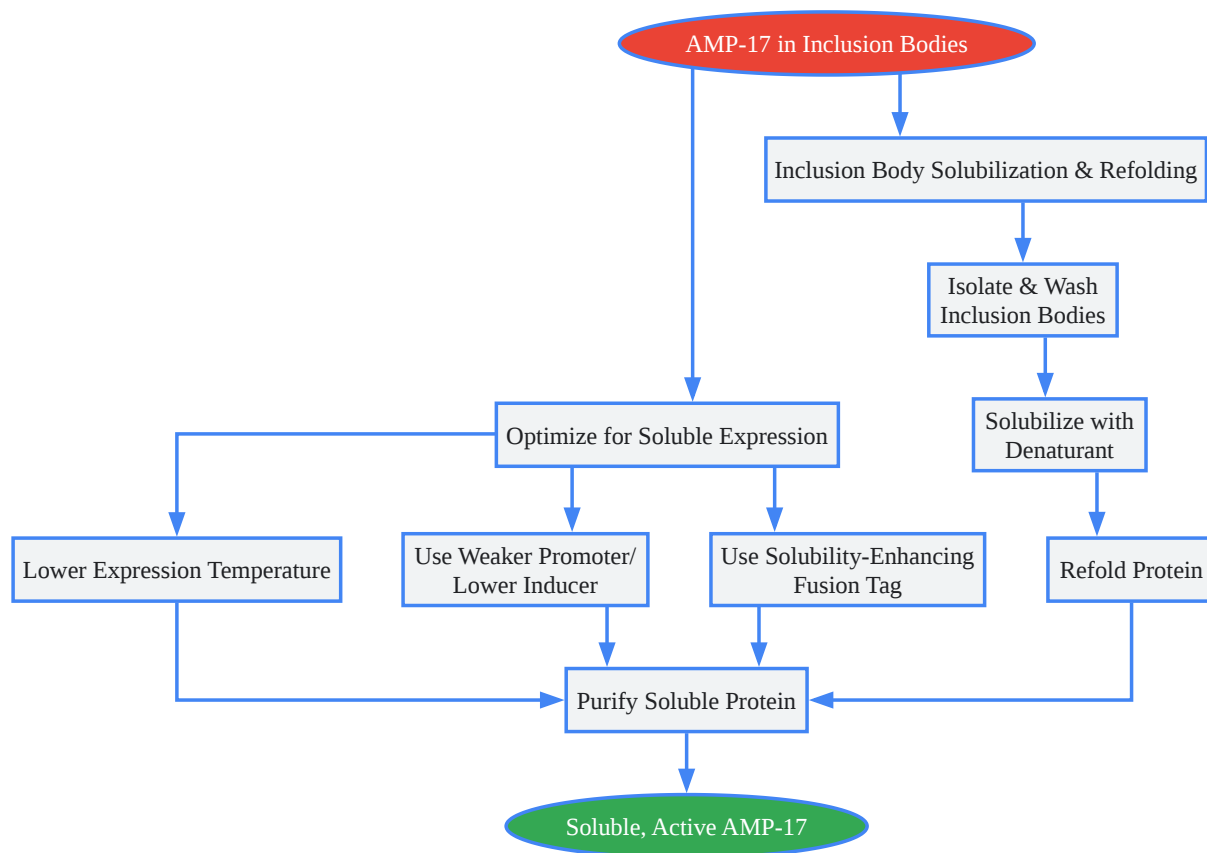 AMP-17 in Inclusion Bodies
Inclusion Body Solubilization & Refolding
Isolate & Wash
Inclusion Bodies
Solubilize with
Denaturant
Optimize for Soluble Expression
Lower Expression Temperature
Use Weaker Promoter/
Lower Inducer
Use Solubility-Enhancing
Fusion Tag
Refold Protein
Purify Soluble Protein
Soluble, Active AMP-17